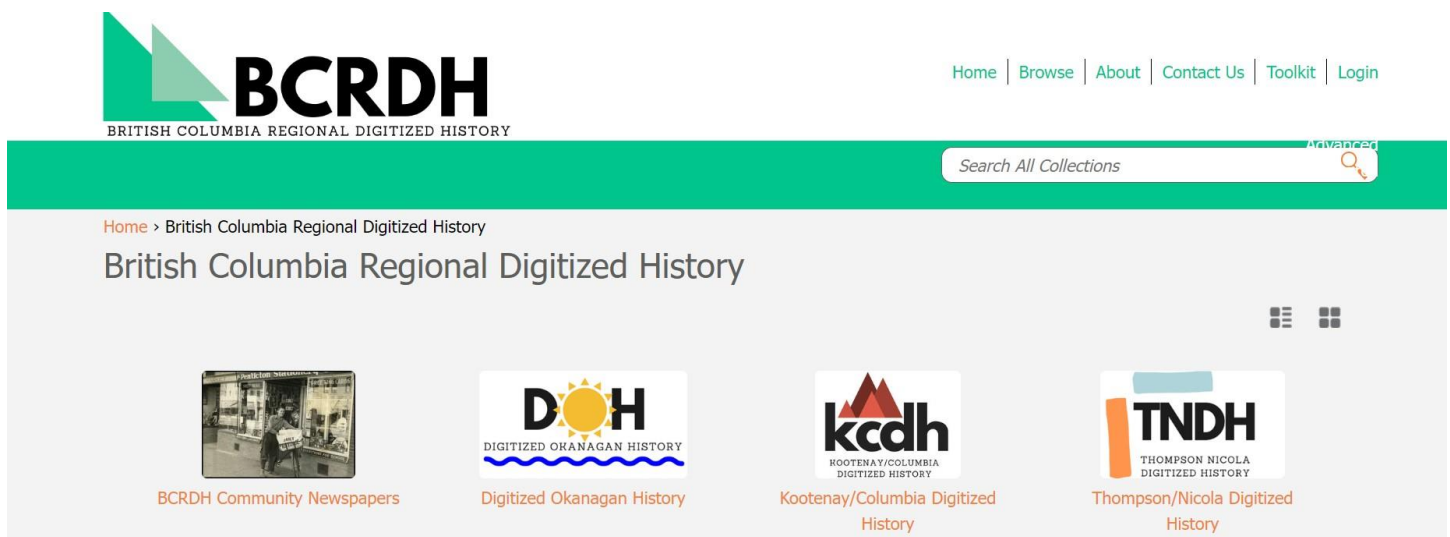 BCRDH
BRITISH COLUMBIA REGIONAL DIGITIZED HISTORY
Home | Browse | About | Contact Us | Toolkit | Login
Advanced
Search All Collections
Home › British Columbia Regional Digitized History
British Columbia Regional Digitized History
Penticton Stationery
BCRDH Community Newspapers
DOH
DIGITIZED OKANAGAN HISTORY
Digitized Okanagan History
kcdh
KOOTENAY/COLUMBIA
DIGITIZED HISTORY
Kootenay/Columbia Digitized
History
TNDH
THOMPSON NICOLA
DIGITIZED HISTORY
Thompson/Nicola Digitized
History